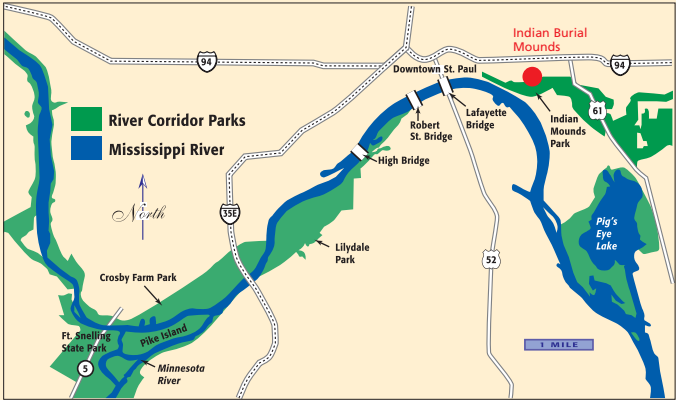 Indian Burial
Mounds
94
94
Downtown St. Paul
River Corridor Parks
Mississippi River
Lafayette
Bridge
Robert
St. Bridge
Indian
Mounds
Park
61
High Bridge
North
35E
Lilydale
Park
Pig's
Eye
Lake
52
Crosby Farm Park
Ft. Snelling
State Park
Pike Island
1 MILE
5
Minnesota
River